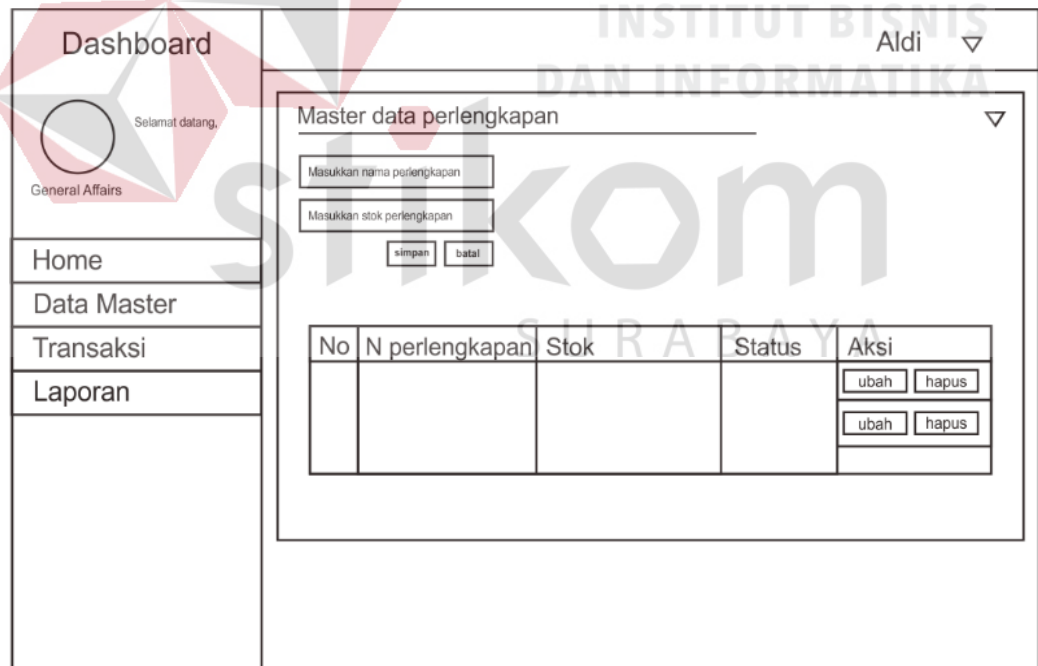 INSTITUT BISNIS
DAN INFORMATIKA
stikom
SURABAYA
Dashboard
Aldi
Selamat datang,
General Affairs
Home
Data Master
Transaksi
Laporan
Master data perlengkapan
Masukkan nama perlengkapan
Masukkan stok perlengkapan
simpan batal
No N perlengkapan Stok Status Aksi
ubah hapus
ubah hapus